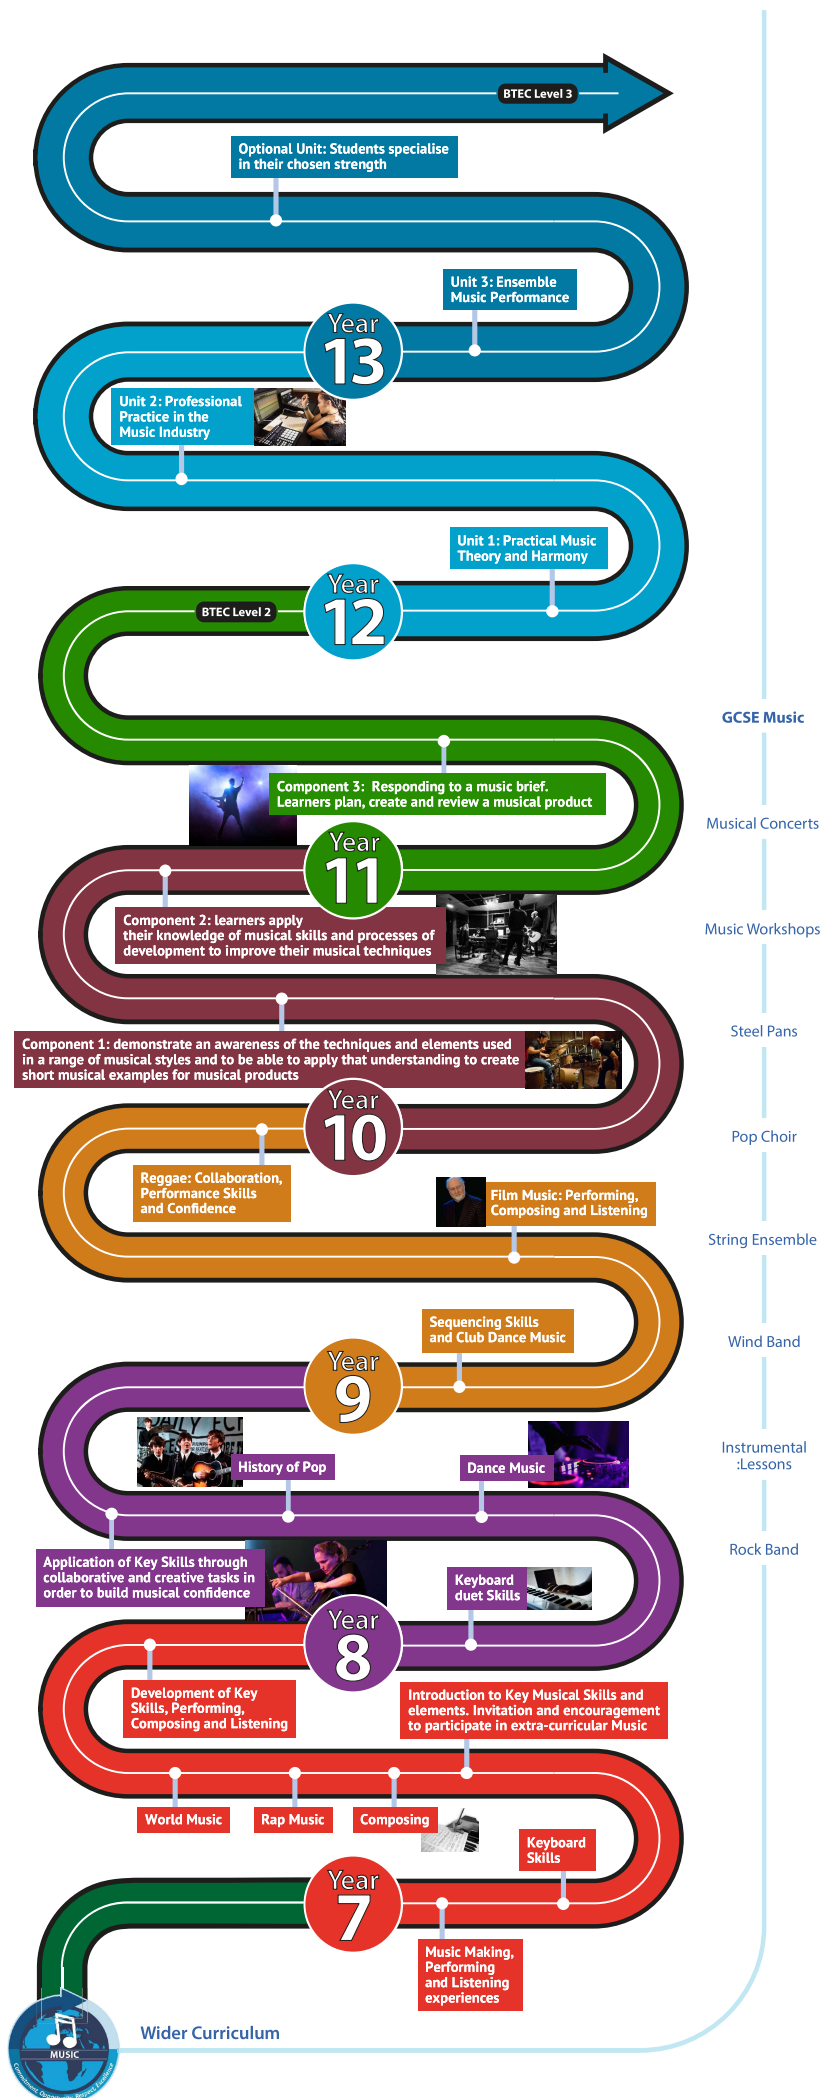 BTEC Level 3
Optional Unit: Students specialise
in their chosen strength
Unit 3: Ensemble
Music Performance
Year
13
Unit 2: Professional
Practice in the
Music Industry
Unit 1: Practical Music
Theory and Harmony
Year
12
BTEC Level 2
GCSE Music
Component 3:  Responding to a music brief.
Learners plan, create and review a musical product
Musical Concerts
Year
11
Component 2: learners apply
their knowledge of musical skills and processes of
development to improve their musical techniques
Music Workshops
Steel Pans
Component 1: demonstrate an awareness of the techniques and elements used
in a range of musical styles and to be able to apply that understanding to create
short musical examples for musical products
Year
10
Pop Choir
Reggae: Collaboration,
Performance Skills
and Confidence
Film Music: Performing,
Composing and Listening
String Ensemble
Sequencing Skills
and Club Dance Music
Wind Band
Year
9
History of Pop
Dance Music
Instrumental
:Lessons
Rock Band
Application of Key Skills through
collaborative and creative tasks in
order to build musical confidence
Keyboard
duet Skills
Year
8
Development of Key
Skills, Performing,
Composing and Listening
Introduction to Key Musical Skills and
elements. Invitation and encouragement
to participate in extra-curricular Music
World Music
Rap Music
Composing
Keyboard
Skills
Year
7
Music Making,
Performing
and Listening
experiences
Wider Curriculum
MUSIC
Commitment, Opportunity, Respect, Excellence